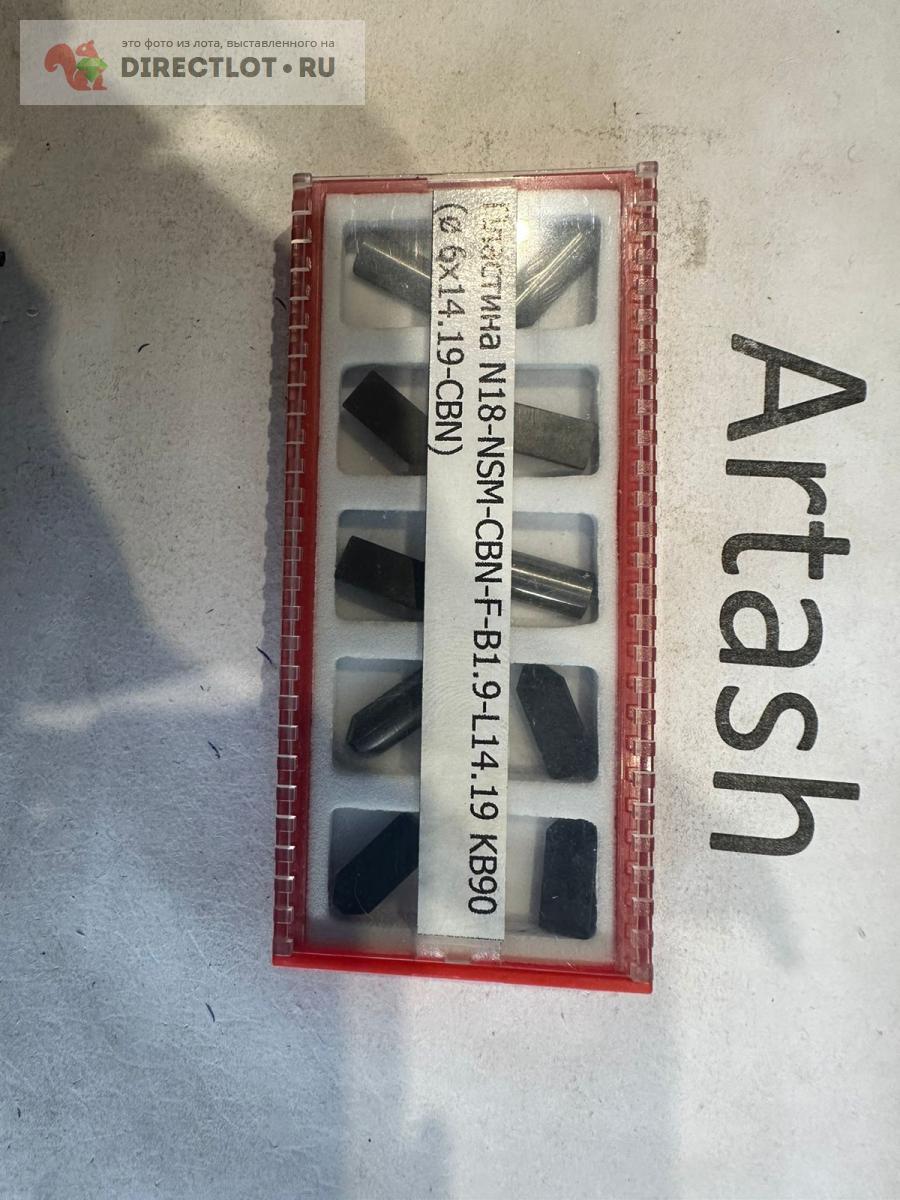 это фото из лота, выставленного на
DIRECTLOT•RU
Пластина N18-NSM-CBN-F-B1.9-L14.19 KB90
(ø 6x14.19-CBN)
Artash